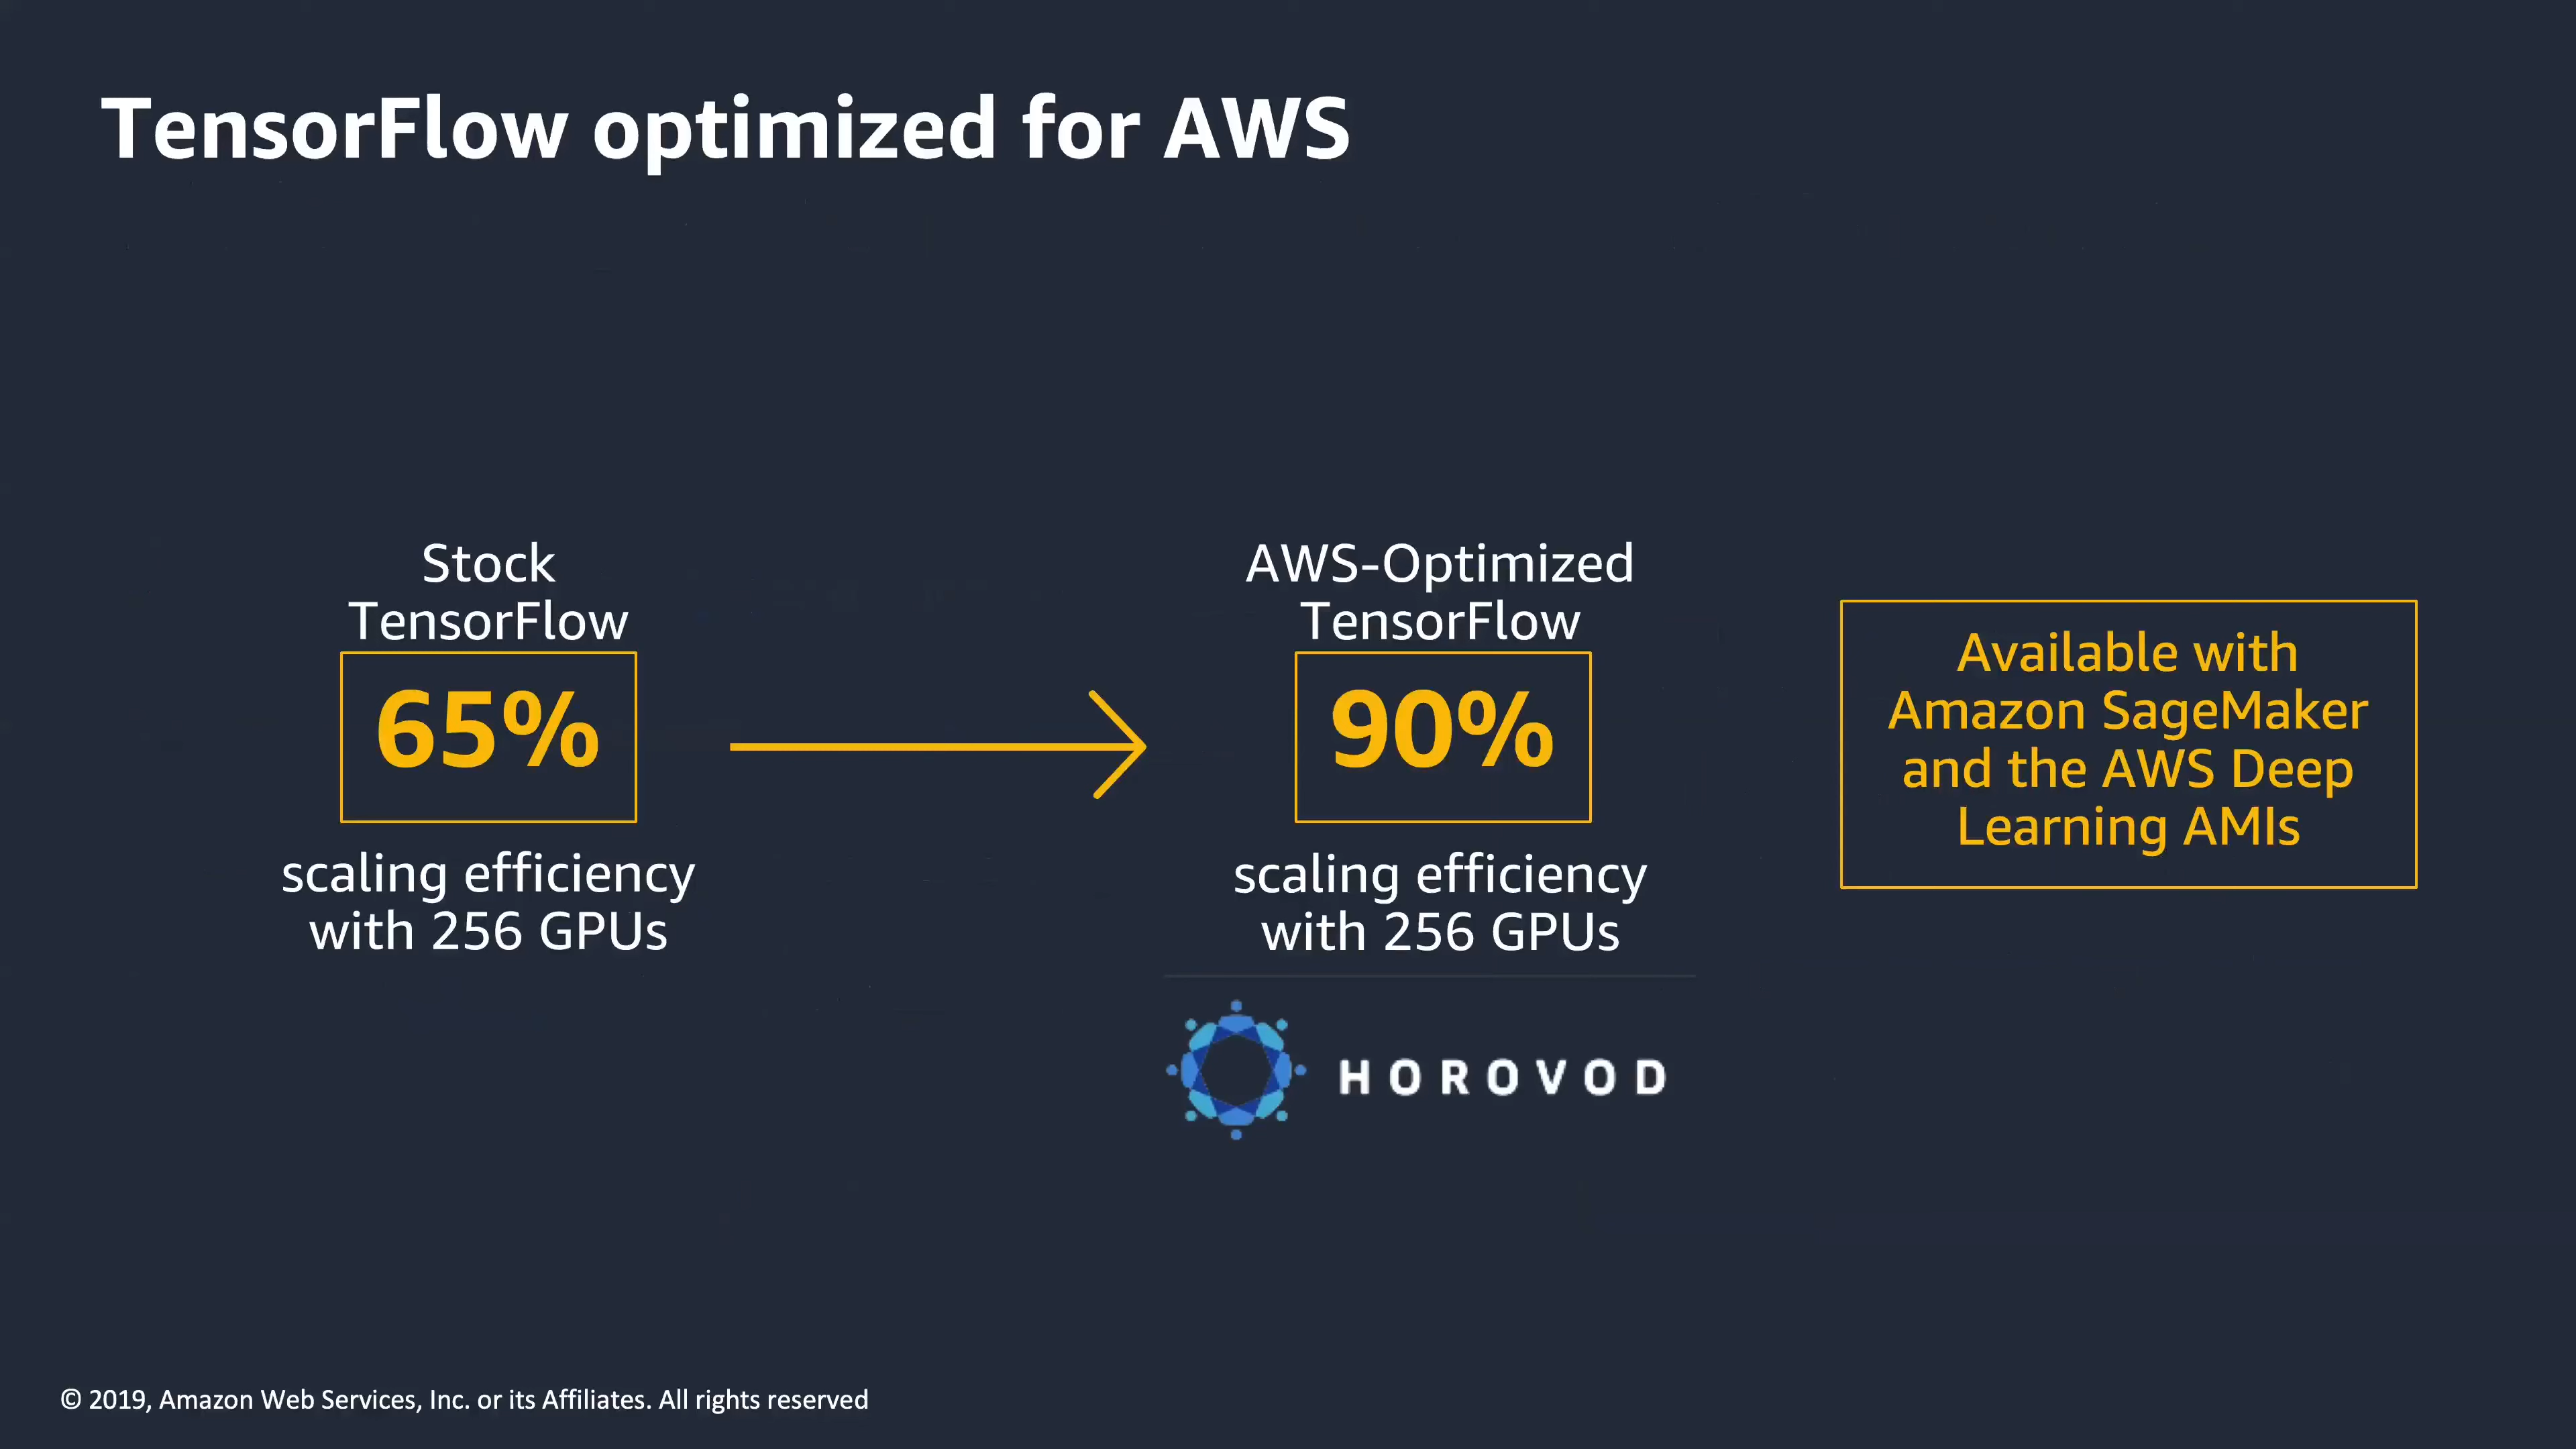 TensorFlow optimized for AWS
Stock
TensorFlow
65%
scaling efficiency
with 256 GPUs
AWS-Optimized
TensorFlow
90%
scaling efficiency
with 256 GPUs
HOROVOD
Available with
Amazon SageMaker
and the AWS Deep
Learning AMIs
© 2019, Amazon Web Services, Inc. or its Affiliates. All rights reserved